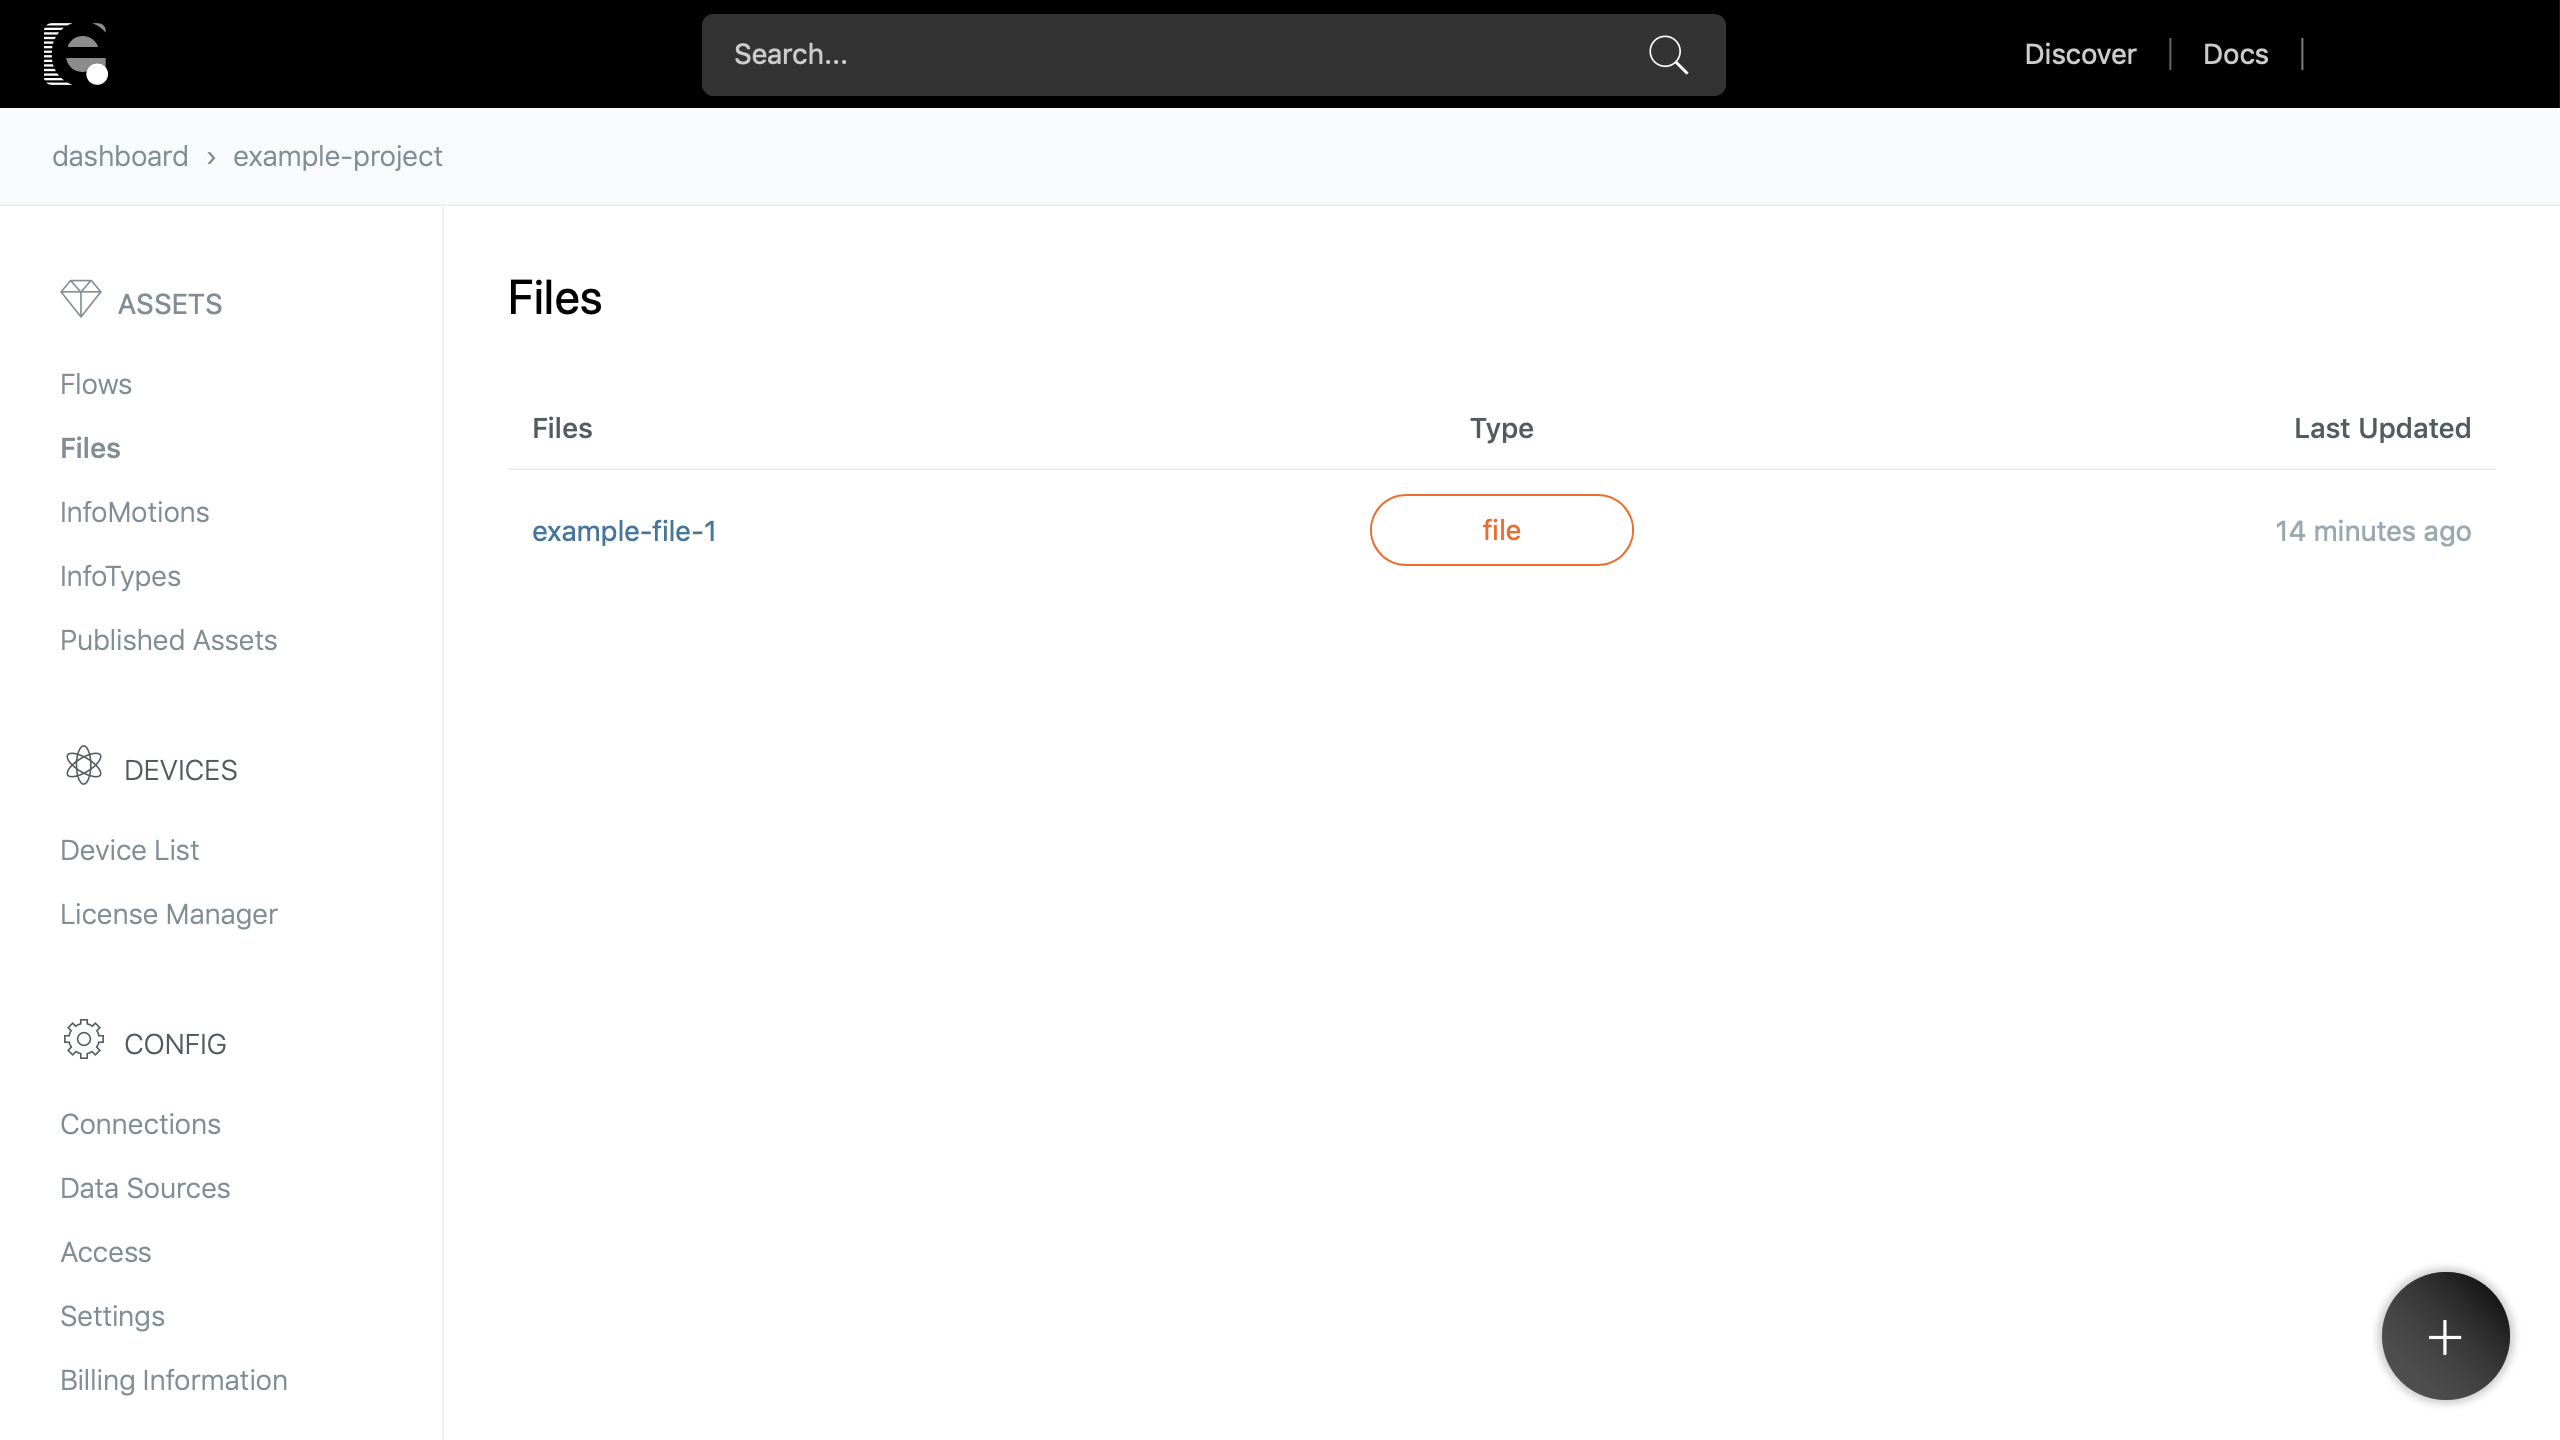 Search...
Discover
Docs
dashboard › example-project
ASSETS
Flows
Files
InfoMotions
InfoTypes
Published Assets
DEVICES
Device List
License Manager
CONFIG
Connections
Data Sources
Access
Settings
Billing Information
Files
Files Type Last Updated
example-file-1 file 14 minutes ago